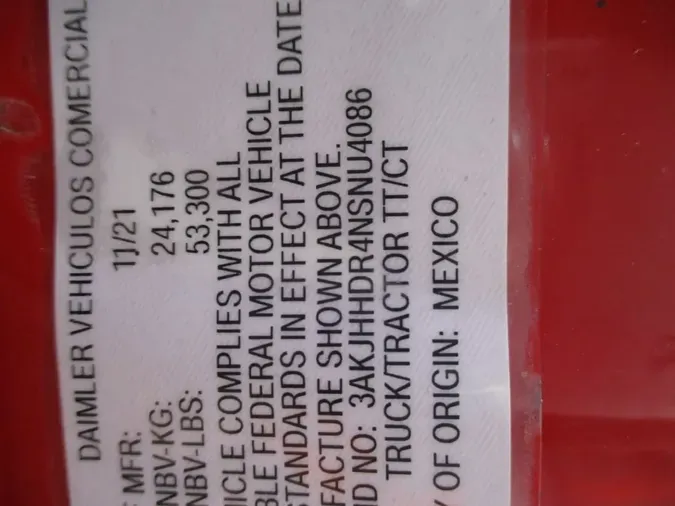 DAIMLER VEHICULOS COMERCIAL
MFR: 11/21
NBV-KG: 24,176
NBV-LBS: 53,300
ICLE COMPLIES WITH ALL
BLE FEDERAL MOTOR VEHICLE
STANDARDS IN EFFECT AT THE DATE
FACTURE SHOWN ABOVE.
ID NO: 3AKJHHDR4NSNU4086
TRUCK/TRACTOR TT/CT
Y OF ORIGIN: MEXICO